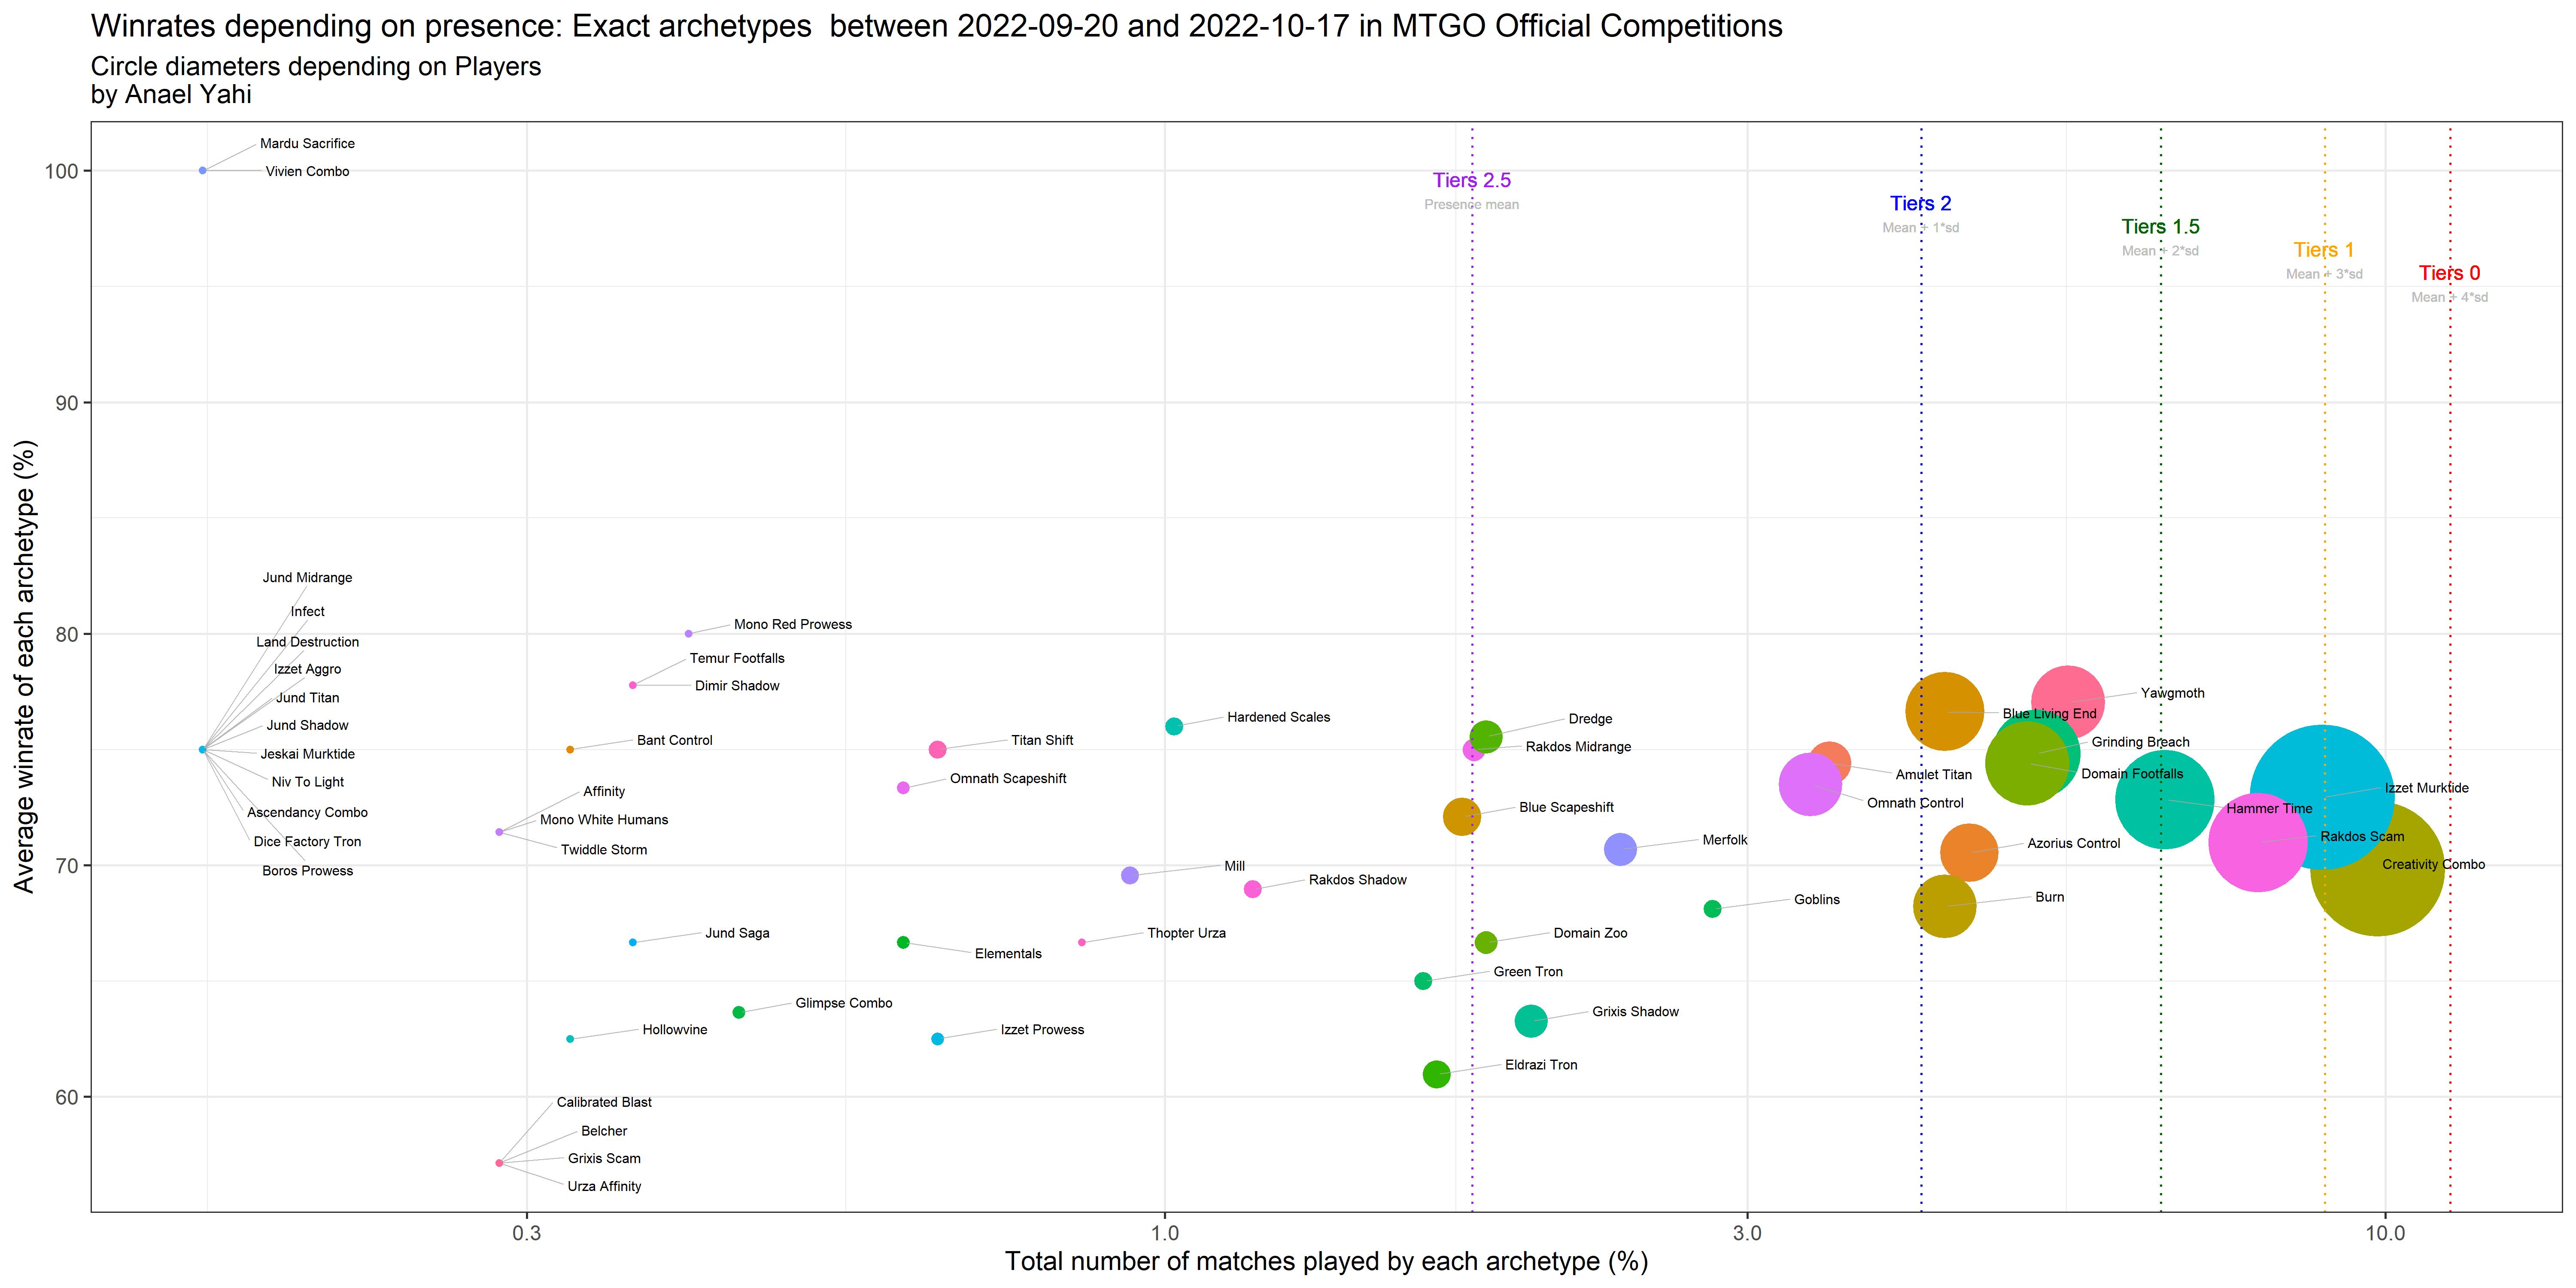 Winrates depending on presence: Exact archetypes  between 2022-09-20 and 2022-10-17 in MTGO Official Competitions
Circle diameters depending on Players
by Anael Yahi
Average winrate of each archetype (%)
100
90
80
70
60
Mardu Sacrifice
Vivien Combo
Tiers 2.5
Presence mean
Tiers 2
Mean + 1*sd
Tiers 1.5
Mean + 2*sd
Tiers 1
Mean + 3*sd
Tiers 0
Mean + 4*sd
Jund Midrange
Infect
Land Destruction
Izzet Aggro
Jund Titan
Jund Shadow
Jeskai Murktide
Niv To Light
Ascendancy Combo
Dice Factory Tron
Boros Prowess
Mono Red Prowess
Temur Footfalls
Dimir Shadow
Bant Control
Affinity
Mono White Humans
Twiddle Storm
Titan Shift
Omnath Scapeshift
Hardened Scales
Dredge
Rakdos Midrange
Blue Scapeshift
Merfolk
Mill
Rakdos Shadow
Goblins
Jund Saga
Elementals
Thopter Urza
Domain Zoo
Green Tron
Glimpse Combo
Hollowvine
Izzet Prowess
Grixis Shadow
Eldrazi Tron
Calibrated Blast
Belcher
Grixis Scam
Urza Affinity
Yawgmoth
Blue Living End
Grinding Breach
Domain Footfalls
Amulet Titan
Omnath Control
Izzet Murktide
Hammer Time
Rakdos Scam
Azorius Control
Creativity Combo
Burn
0.3
1.0
3.0
10.0
Total number of matches played by each archetype (%)